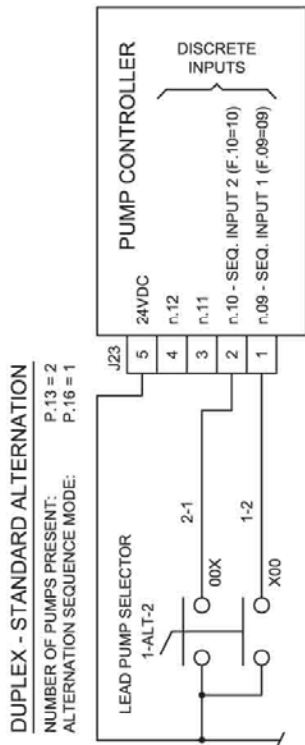 DUPLEX - STANDARD ALTERNATION
NUMBER OF PUMPS PRESENT: P.13 = 2
ALTERNATION SEQUENCE MODE: P.16 = 1
LEAD PUMP SELECTOR
1-ALT-2
00X
X00
2-1
1-2
J23
5
4
3
2
1
PUMP CONTROLLER
24VDC
n.12
n.11
n.10 - SEQ. INPUT 2 (F.10=10)
n.09 - SEQ. INPUT 1 (F.09=09)
DISCRETE
INPUTS